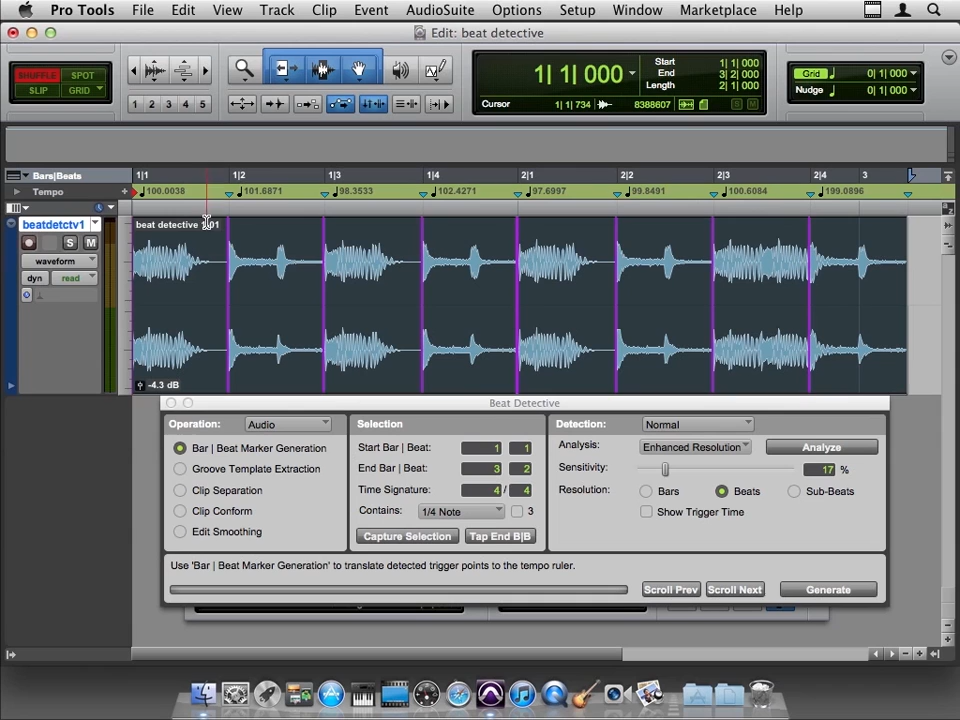 Pro Tools File Edit View Track Clip Event AudioSuite Options Setup Window Marketplace Help
Edit: beat detective
SHUFFLE SPOT
SLIP GRID
1 2 3 4 5
1| 1| 000
Start 1| 1| 000
End 3| 2| 000
Length 2| 1| 000
Cursor 1| 1| 734 8388607
Grid 0| 1| 000
Nudge 0| 1| 000
Bars|Beats 1|1 1|2 1|3 1|4 2|1 2|2 2|3 2|4 3
Tempo 100.0038 101.6871 98.3533 102.4271 97.6997 99.8491 100.6084 199.0896
beatdetctv1
beat detective
S M
waveform
dyn read
-4.3 dB
Beat Detective
Operation: Audio
Bar | Beat Marker Generation
Groove Template Extraction
Clip Separation
Clip Conform
Edit Smoothing
Selection
Start Bar | Beat: 1 1
End Bar | Beat: 3 2
Time Signature: 4 / 4
Contains: 1/4 Note 3
Capture Selection Tap End B|B
Detection: Normal
Analysis: Enhanced Resolution Analyze
Sensitivity: 17 %
Resolution: Bars Beats Sub-Beats
Show Trigger Time
Use 'Bar | Beat Marker Generation' to translate detected trigger points to the tempo ruler.
Scroll Prev Scroll Next Generate